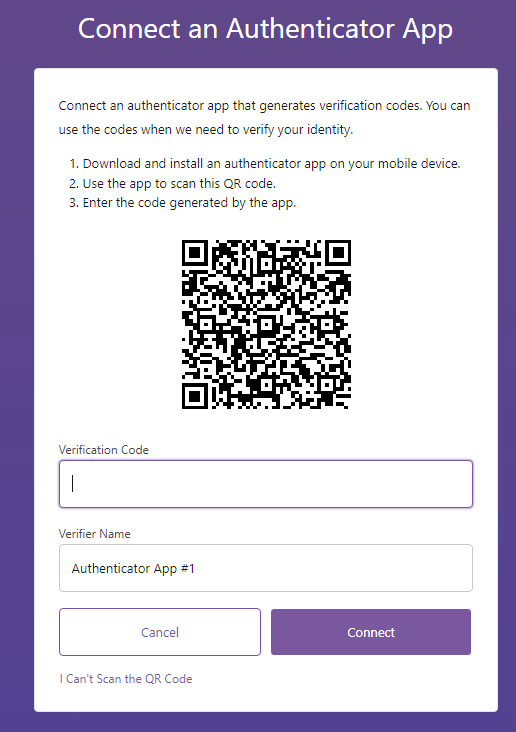 Connect an Authenticator App
Connect an authenticator app that generates verification codes. You can
use the codes when we need to verify your identity.
1. Download and install an authenticator app on your mobile device.
2. Use the app to scan this QR code.
3. Enter the code generated by the app.
Verification Code
Verifier Name
Authenticator App #1
Cancel
Connect
I Can't Scan the QR Code